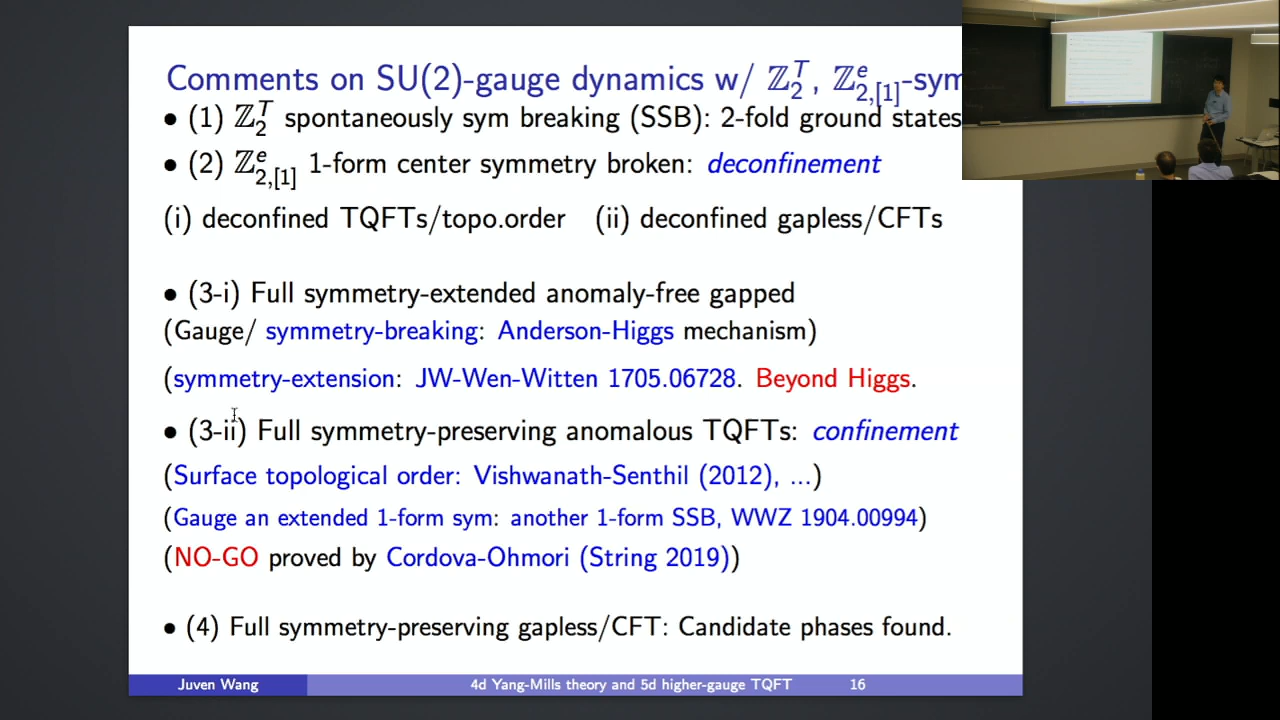 Comments on SU(2)-gauge dynamics w/ ℤ₂ᵀ, ℤᵉ₂,[₁]-sym
• (1) ℤ₂ᵀ spontaneously sym breaking (SSB): 2-fold ground states
• (2) ℤᵉ₂,[₁] 1-form center symmetry broken: deconfinement
(i) deconfined TQFTs/topo.order (ii) deconfined gapless/CFTs
• (3-i) Full symmetry-extended anomaly-free gapped
(Gauge/ symmetry-breaking: Anderson-Higgs mechanism)
(symmetry-extension: JW-Wen-Witten 1705.06728. Beyond Higgs.
• (3-ii) Full symmetry-preserving anomalous TQFTs: confinement
(Surface topological order: Vishwanath-Senthil (2012), ...)
(Gauge an extended 1-form sym: another 1-form SSB, WWZ 1904.00994)
(NO-GO proved by Cordova-Ohmori (String 2019))
• (4) Full symmetry-preserving gapless/CFT: Candidate phases found.
Juven Wang 4d Yang-Mills theory and 5d higher-gauge TQFT 16